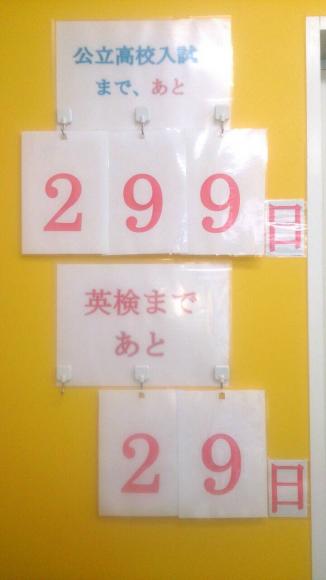 公立高校入試
まで、あと
299日
英検まで
あと
29日